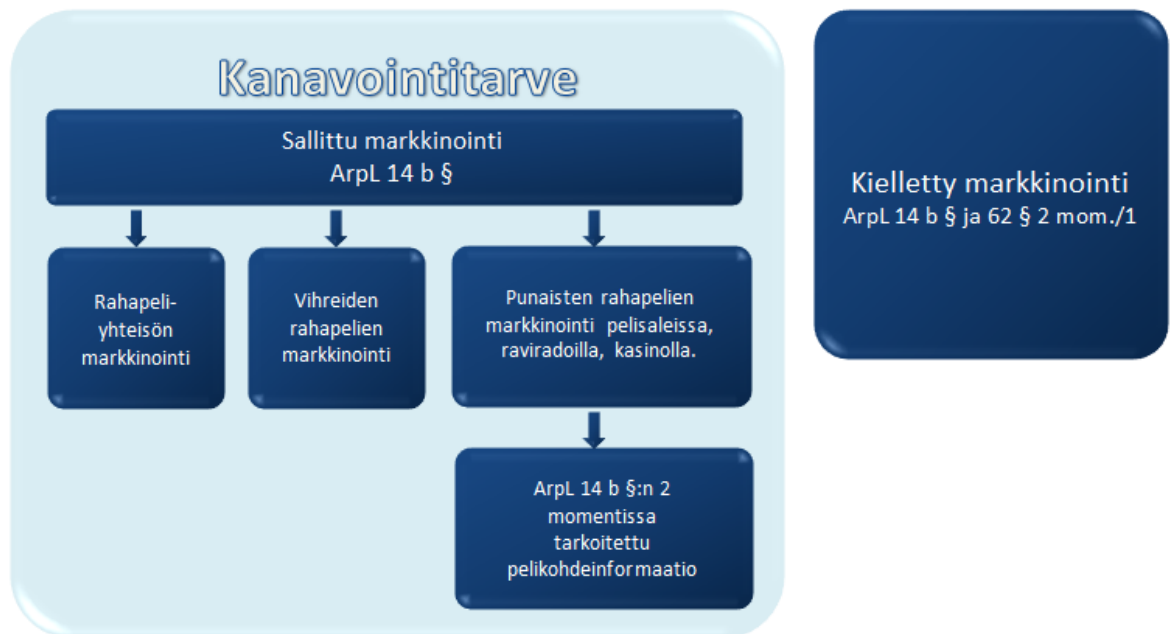 Kanavointitarve
Sallittu markkinointi
ArpL 14 b §
Rahapeli-
yhteisön
markkinointi
Vihreiden
rahapelien
markkinointi
Punaisten rahapelien
markkinointi pelisaleissa,
raviradoilla, kasinolla.
ArpL 14 b §:n 2
momentissa
tarkoitettu
pelikohdeinformaatio
Kielletty markkinointi
ArpL 14 b § ja 62 § 2 mom./1